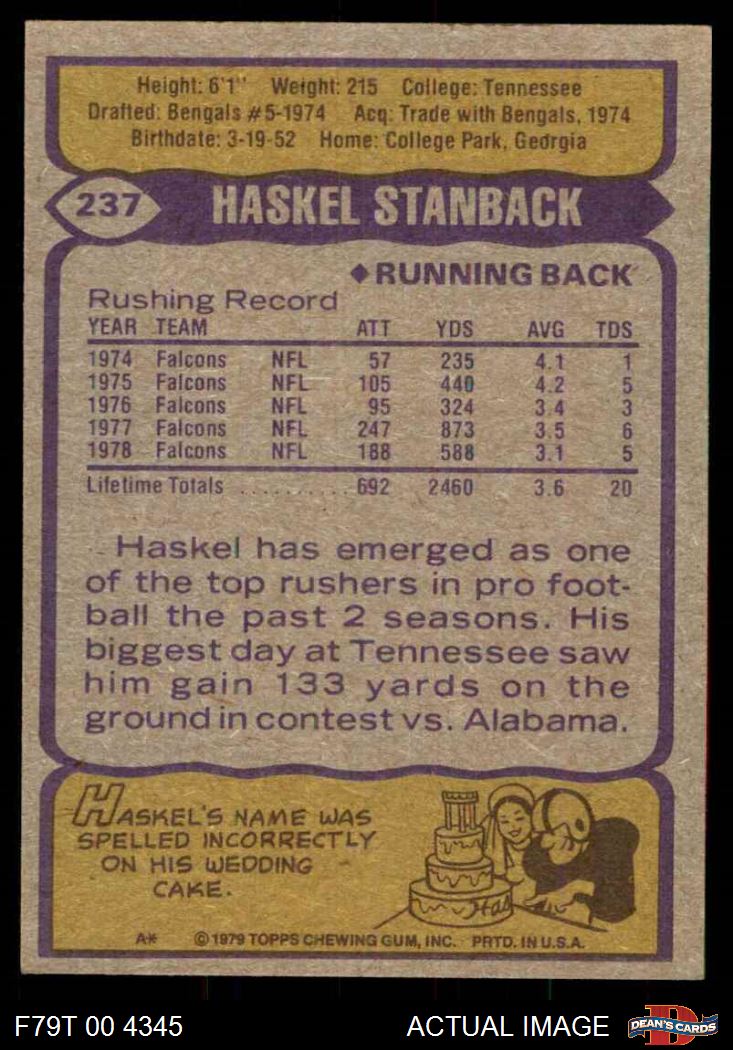 Height: 6'1" Weight: 215 College: Tennessee
Drafted: Bengals #5-1974 Acq: Trade with Bengals, 1974
Birthdate: 3-19-52 Home: College Park, Georgia
237 HASKEL STANBACK
◆RUNNING BACK
Rushing Record
YEAR TEAM ATT YDS AVG TDS
1974 Falcons NFL 57 235 4.1 1
1975 Falcons NFL 105 440 4.2 5
1976 Falcons NFL 95 324 3.4 3
1977 Falcons NFL 247 873 3.5 6
1978 Falcons NFL 188 588 3.1 5
Lifetime Totals .......... 692 2460 3.6 20
Haskel has emerged as one
of the top rushers in pro foot-
ball the past 2 seasons. His
biggest day at Tennessee saw
him gain 133 yards on the
ground in contest vs. Alabama.
HASKEL'S NAME WAS
SPELLED INCORRECTLY
ON HIS WEDDING
CAKE.
Has
A* ©1979 TOPPS CHEWING GUM, INC. PRTD. IN U.S.A.
F79T 00 4345 ACTUAL IMAGE D DEAN'S CARDS